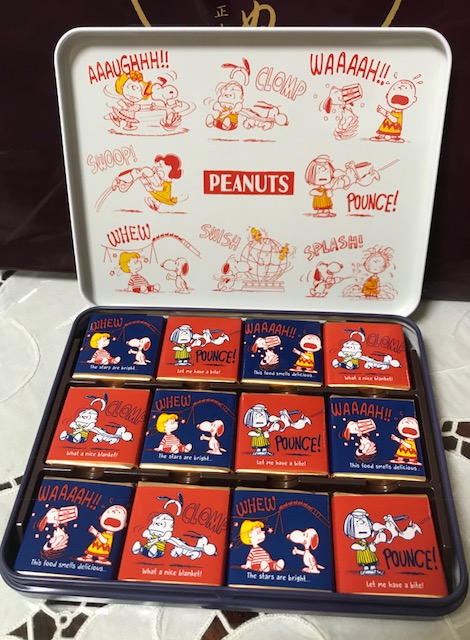 正
AAAUGHHH!!
CLOMP
WAAAAH!!
SWOOP!
PEANUTS
POUNCE!
WHEW
SWISH
SPLASH!
WHEW
The stars are bright...
POUNCE!
Let me have a bite!
WAAAAH!!
This food smells delicious...
CLOMP
What a nice blanket!
CLOMP
What a nice blanket!
WHEW
The stars are bright...
POUNCE!
Let me have a bite!
WAAAAH!!
This food smells delicious...
WAAAAH!!
This food smells delicious...
CLOMP
What a nice blanket!
WHEW
The stars are bright...
POUNCE!
Let me have a bite!